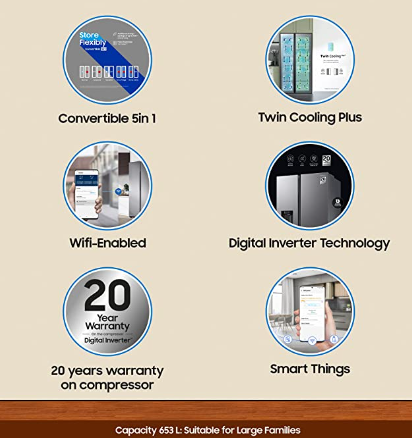 Store
Flexibly
Convertible 5in 1
Twin Cooling
Twin Cooling Plus
Wifi-Enabled
20
Digital Inverter Technology
20
Year
Warranty
On the compressor
Digital Inverter
20 years warranty
on compressor
Smart Things
Capacity 653 L: Suitable for Large Families